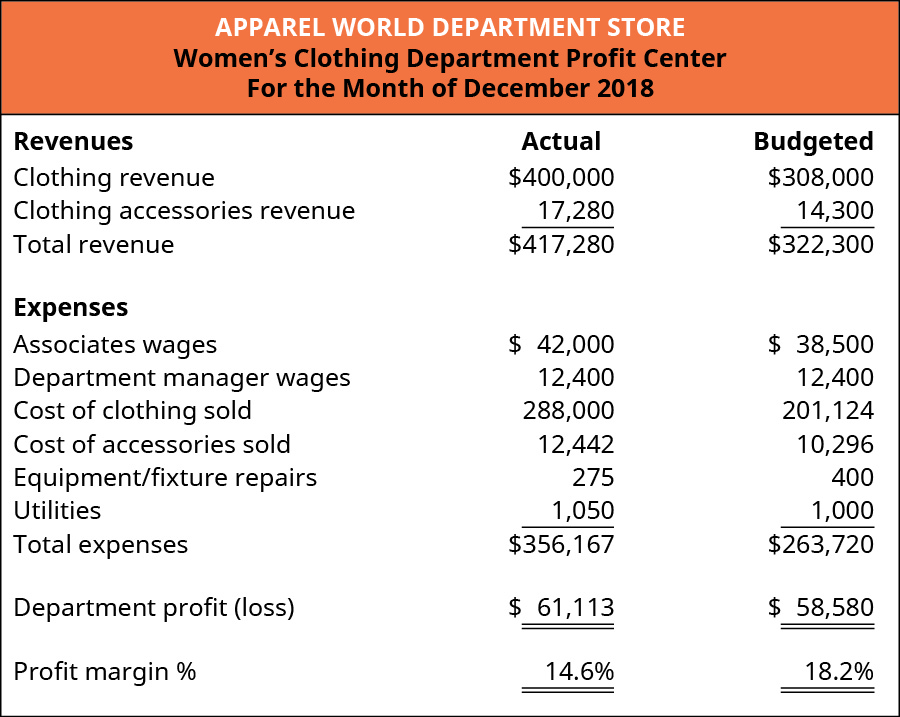 APPAREL WORLD DEPARTMENT STORE
Women’s Clothing Department Profit Center
For the Month of December 2018
Revenues Actual Budgeted
Clothing revenue $400,000 $308,000
Clothing accessories revenue 17,280 14,300
Total revenue $417,280 $322,300
Expenses
Associates wages $ 42,000 $ 38,500
Department manager wages 12,400 12,400
Cost of clothing sold 288,000 201,124
Cost of accessories sold 12,442 10,296
Equipment/fixture repairs 275 400
Utilities 1,050 1,000
Total expenses $356,167 $263,720
Department profit (loss) $ 61,113 $ 58,580
Profit margin % 14.6% 18.2%